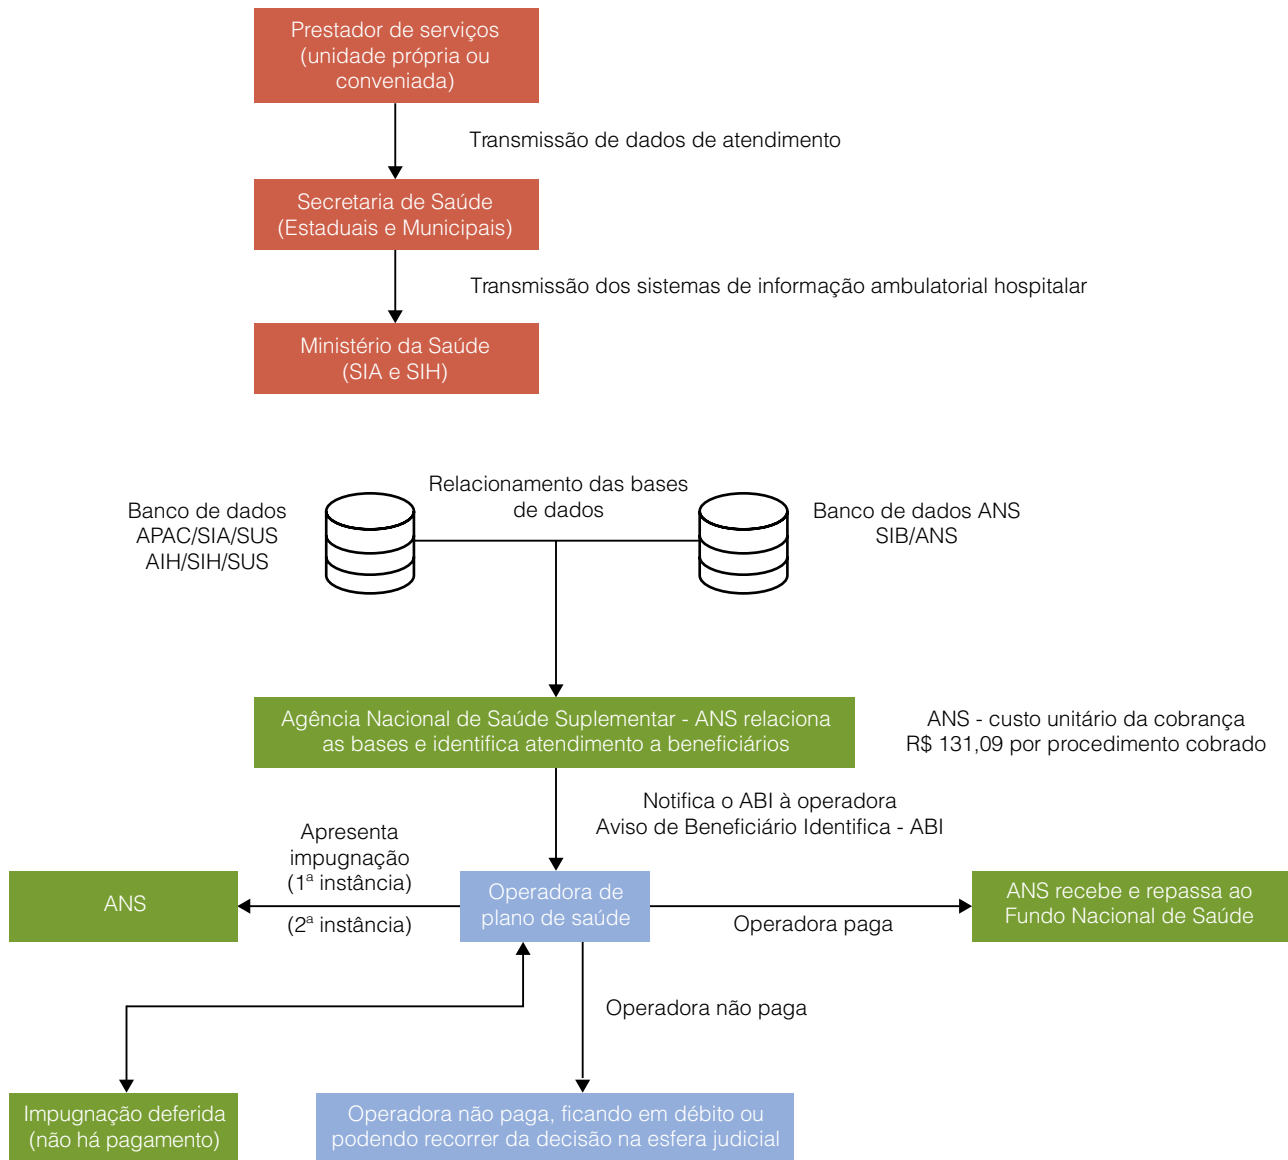 Prestador de serviços
(unidade própria ou
conveniada)
Transmissão de dados de atendimento
Secretaria de Saúde
(Estaduais e Municipais)
Transmissão dos sistemas de informação ambulatorial hospitalar
Ministério da Saúde
(SIA e SIH)
Banco de dados
APAC/SIA/SUS
AIH/SIH/SUS
Relacionamento das bases
de dados
Banco de dados ANS
SIB/ANS
Agência Nacional de Saúde Suplementar - ANS relaciona
as bases e identifica atendimento a beneficiários
ANS - custo unitário da cobrança
R$ 131,09 por procedimento cobrado
Notifica o ABI à operadora
Aviso de Beneficiário Identifica - ABI
Apresenta
impugnação
(1ª instância)
(2ª instância)
ANS
Operadora de
plano de saúde
Operadora paga
ANS recebe e repassa ao
Fundo Nacional de Saúde
Operadora não paga
Impugnação deferida
(não há pagamento)
Operadora não paga, ficando em débito ou
podendo recorrer da decisão na esfera judicial